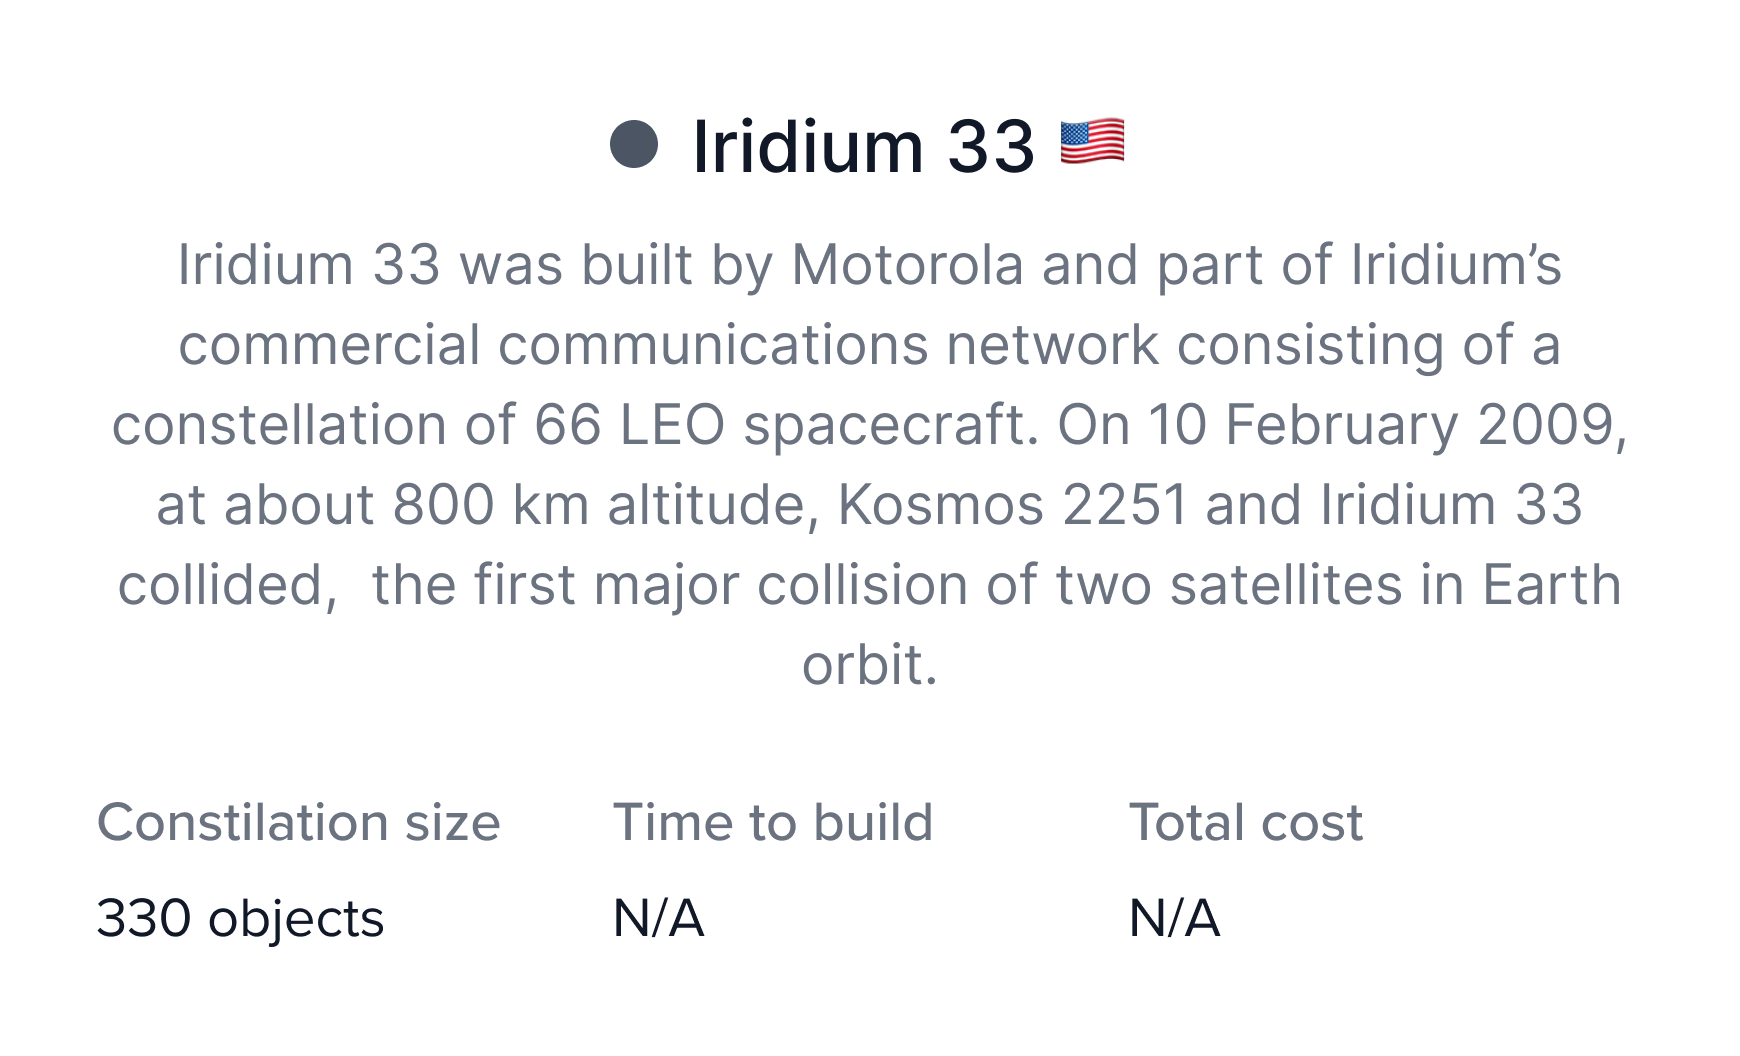 Iridium 33 🇺🇸
Iridium 33 was built by Motorola and part of Iridium’s
commercial communications network consisting of a
constellation of 66 LEO spacecraft. On 10 February 2009,
at about 800 km altitude, Kosmos 2251 and Iridium 33
collided,  the first major collision of two satellites in Earth
orbit.
Constilation size
Time to build
Total cost
330 objects
N/A
N/A